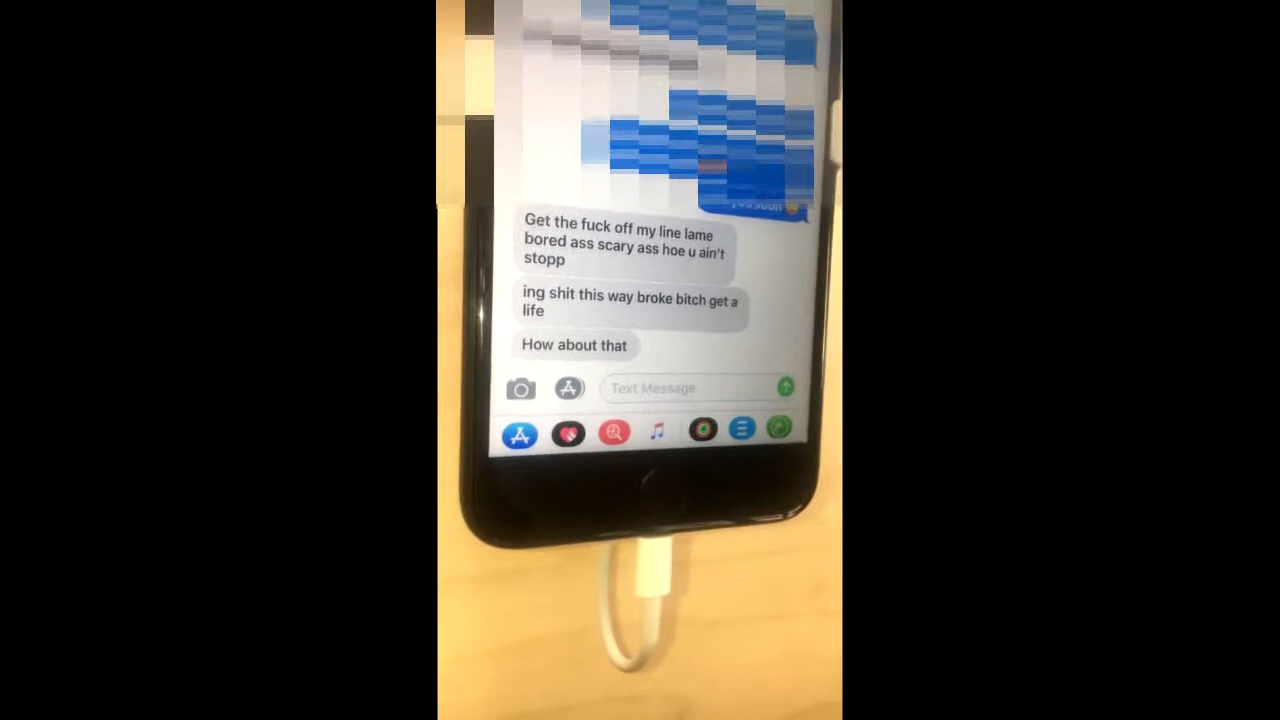 Get the fuck off my line lame
bored ass scary ass hoe u ain't
stopp
ing shit this way broke bitch get a
life
How about that
Text Message